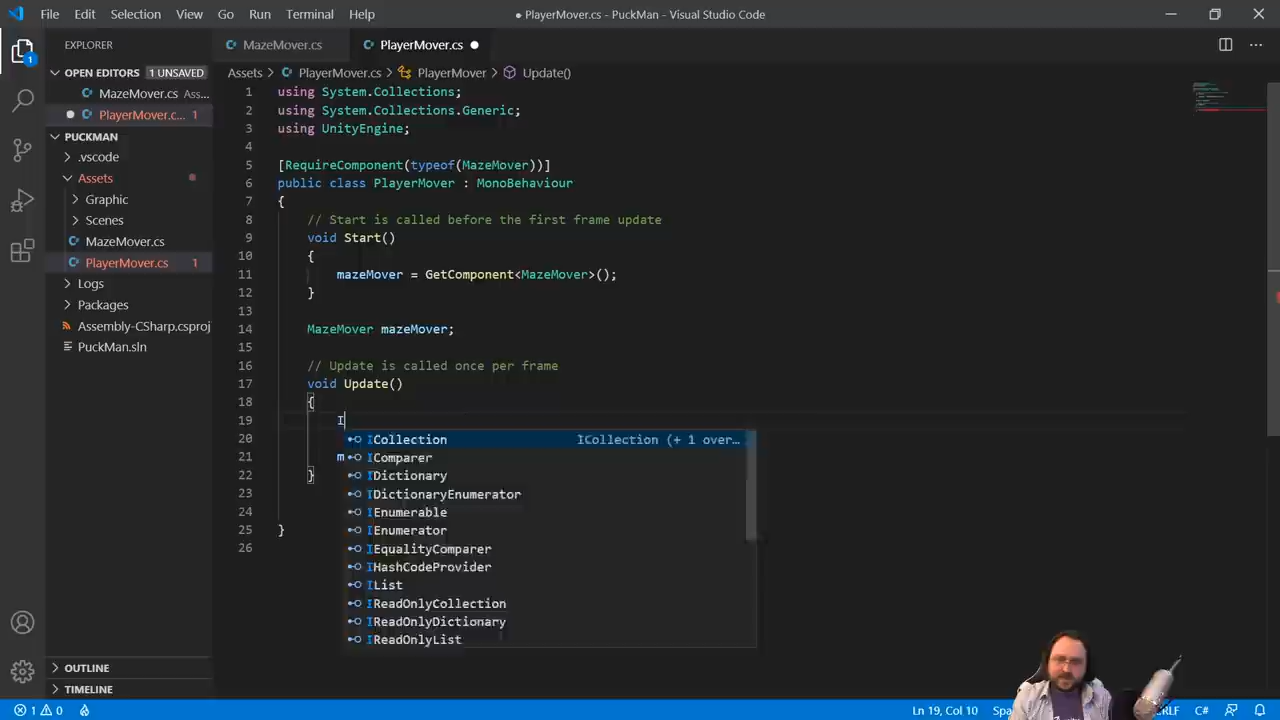 File Edit Selection View Go Run Terminal Help
● PlayerMover.cs - PuckMan - Visual Studio Code
EXPLORER
MazeMover.cs
PlayerMover.cs
OPEN EDITORS 1 UNSAVED
MazeMover.cs Ass...
PlayerMover.c... 1
PUCKMAN
.vscode
Assets
Graphic
Scenes
MazeMover.cs
PlayerMover.cs 1
Logs
Packages
Assembly-CSharp.csproj
PuckMan.sln
OUTLINE
TIMELINE
1
Assets > PlayerMover.cs > PlayerMover > Update()
1 using System.Collections;
2 using System.Collections.Generic;
3 using UnityEngine;
4
5 [RequireComponent(typeof(MazeMover))]
6 public class PlayerMover : MonoBehaviour
7 {
8 // Start is called before the first frame update
9 void Start()
10 {
11 mazeMover = GetComponent<MazeMover>();
12 }
13
14 MazeMover mazeMover;
15
16 // Update is called once per frame
17 void Update()
18 {
19 I
20
21 m
22 }
23
24
25 }
26
ICollection ICollection (+ 1 over...
IComparer
IDictionary
IDictionaryEnumerator
IEnumerable
IEnumerator
IEqualityComparer
IHashCodeProvider
IList
IReadOnlyCollection
IReadOnlyDictionary
IReadOnlyList
1 0
Ln 19, Col 10
C#